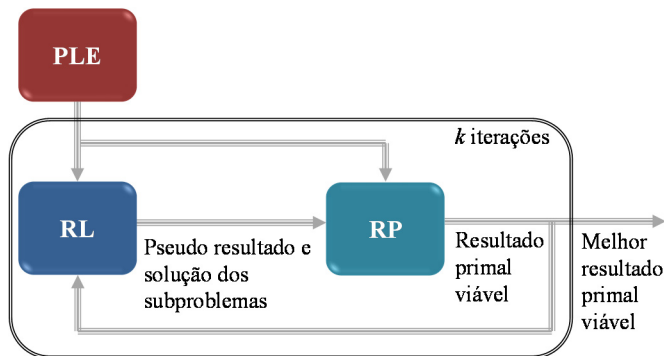 PLE
k iterações
RL
RP
Pseudo resultado e
solução dos
subproblemas
Resultado
primal
viável
Melhor
resultado
primal
viável